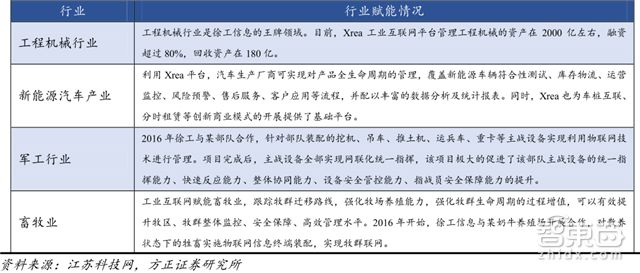 行业 行业赋能情况
工程机械行业是徐工信息的王牌领域。目前，Xrea 工业互联网平台管理工程机械的资产在 2000 亿左右，融资
工程机械行业
超过 80%，回收资产在 180 亿。
利用 Xrea 平台，汽车生产厂商可实现对产品全生命周期的管理，覆盖新能源车辆符合性测试、库存物流、运营
新能源汽车产业 监控、风险预警、售后服务、客户应用等流程，并配以丰富的数据分析及统计报表。同时，Xrea 也为车桩互联、
分时租赁等创新商业模式的开展提供了基础平台。
2016 年徐工与某部队合作，针对部队装配的挖机、吊车、推土机、运兵车、重卡等主战设备实现利用物联网技
军工行业 术进行管理。项目完成后，主战设备全部实现网联化统一指挥，该项目极大的促进了该部队主战设备的统一指
挥能力、快速反应能力、整体协同能力、设备安全管控能力、指战员安全保障能力的提升。
工业互联网赋能畜牧业，跟踪牧群迁移路线，强化牧场养殖能力，强化牧群生命周期的过程增值，可以有效提
畜牧业 升牧区、牧群整体监控、安全保障、高效管理水平。2016 年开始，徐工信息与某奶牛养殖场开展合作，对散养
状态下的牲畜实施物联网信息终端装配，实现牧群联网。
资料来源：江苏科技网，方正证券研究所